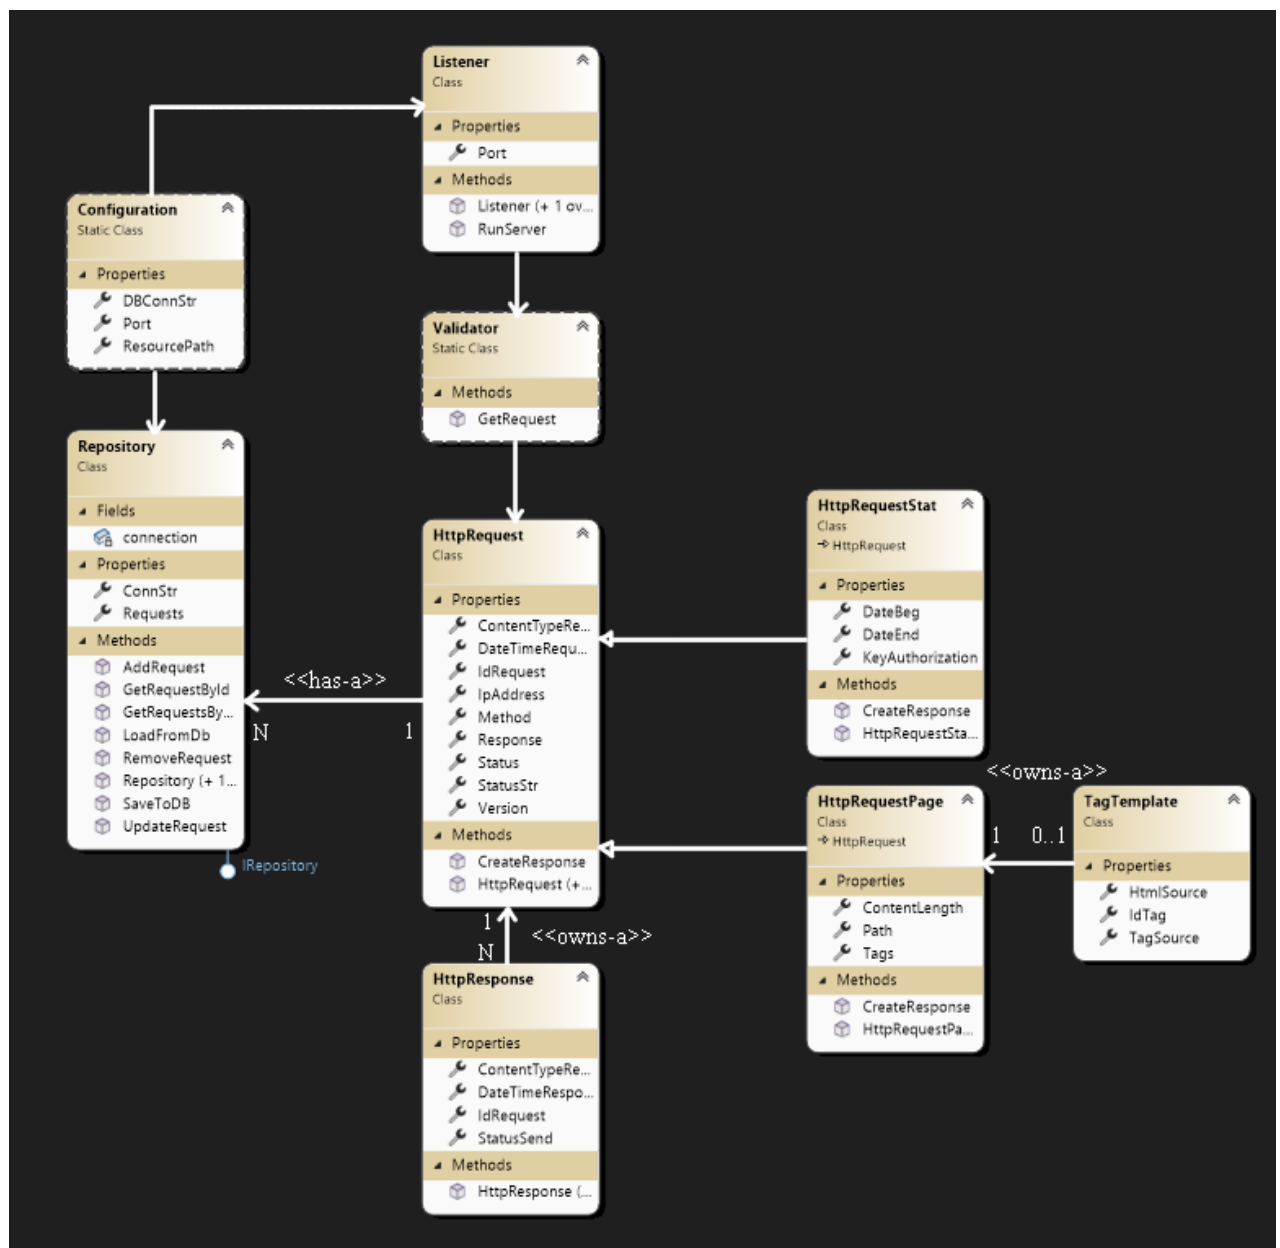 Listener
Class
Properties
Port
Methods
Listener (+ 1 ov...
RunServer
Configuration
Static Class
Properties
DBConnStr
Port
ResourcePath
Validator
Static Class
Methods
GetRequest
Repository
Class
Fields
connection
Properties
ConnStr
Requests
Methods
AddRequest
GetRequestById
GetRequestsBy...
LoadFromDb
RemoveRequest
Repository (+ 1...
SaveToDB
UpdateRequest
IRepository
<<has-a>>
N
1
HttpRequest
Class
Properties
ContentTypeRe...
DateTimeRequ...
IdRequest
IpAddress
Method
Response
Status
StatusStr
Version
Methods
CreateResponse
HttpRequest (+...
1
N
<<owns-a>>
HttpResponse
Class
Properties
ContentTypeRe...
DateTimeRespo...
IdRequest
StatusSend
Methods
HttpResponse (...
HttpRequestStat
Class
HttpRequest
Properties
DateBeg
DateEnd
KeyAuthorization
Methods
CreateResponse
HttpRequestSta...
<<owns-a>>
1 0..1
HttpRequestPage
Class
HttpRequest
Properties
ContentLength
Path
Tags
Methods
CreateResponse
HttpRequestPa...
TagTemplate
Class
Properties
HtmlSource
IdTag
TagSource